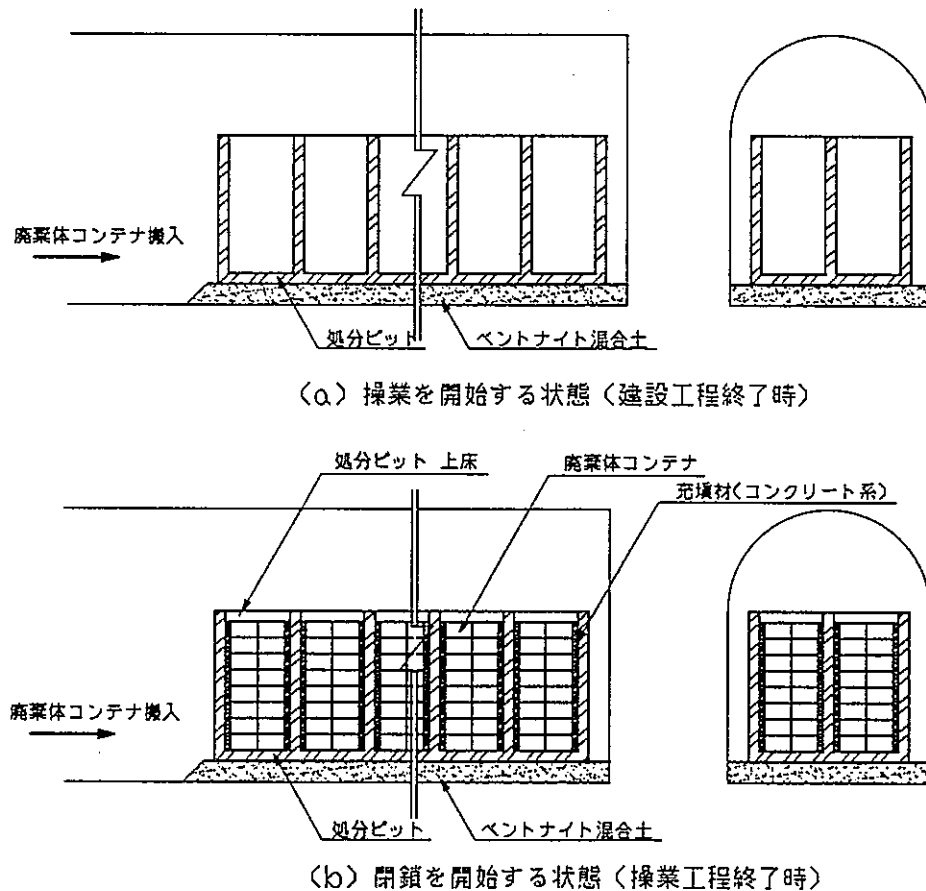 廃棄体コンテナ搬入
処分ピット
ベントナイト混合土
(a) 操業を開始する状態（建設工程終了時）
処分ピット 上床
廃棄体コンテナ
充填材(コンクリート系)
廃棄体コンテナ搬入
処分ピット
ベントナイト混合土
(b) 閉鎖を開始する状態（操業工程終了時）